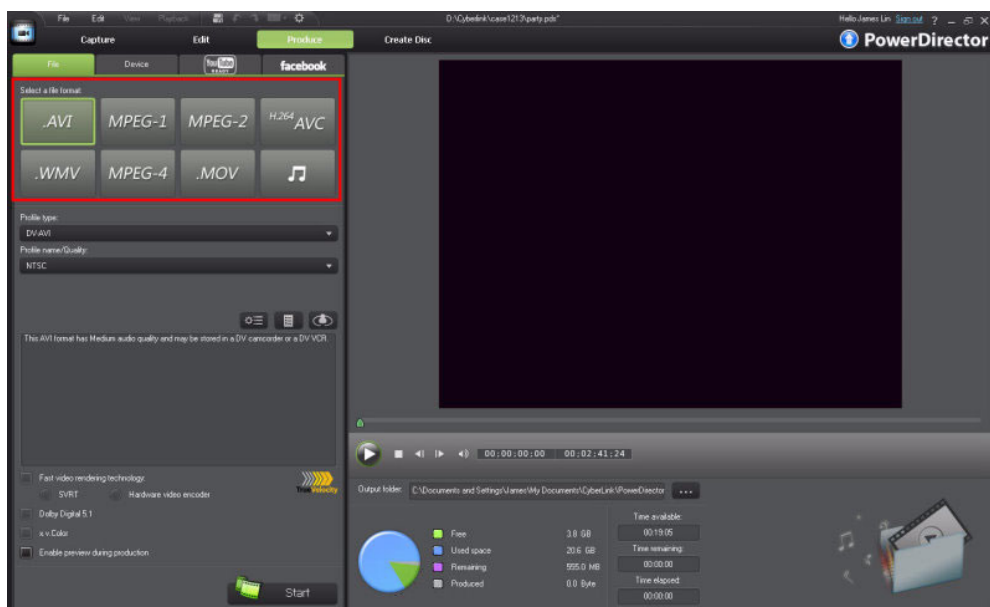 File Edit View Playback D:\Cyberlink\case1213\party.pds* Hello James Lin Sign out ? _ X
Capture Edit Produce Create Disc PowerDirector
File Device YouTube READY facebook
Select a file format:
.AVI MPEG-1 MPEG-2 H.264 AVC
.WMV MPEG-4 .MOV
Profile type:
DV-AVI
Profile name/Quality:
NTSC
This AVI format has Medium audio quality and may be stored in a DV camcorder or a DV VCR.
00:00:00:00 00:02:41:24
Fast video rendering technology:
SVRT Hardware video encoder
TrueVelocity
Dolby Digital 5.1
x.v.Color
Enable preview during production
Start
Output folder: C:\Documents and Settings\James\My Documents\CyberLink\PowerDirector ...
Free 3.8 GB
Used space 20.6 GB
Remaining 955.0 MB
Produced 0.0 Byte
Time available:
00:19:05
Time remaining:
00:00:00
Time elapsed:
00:00:00